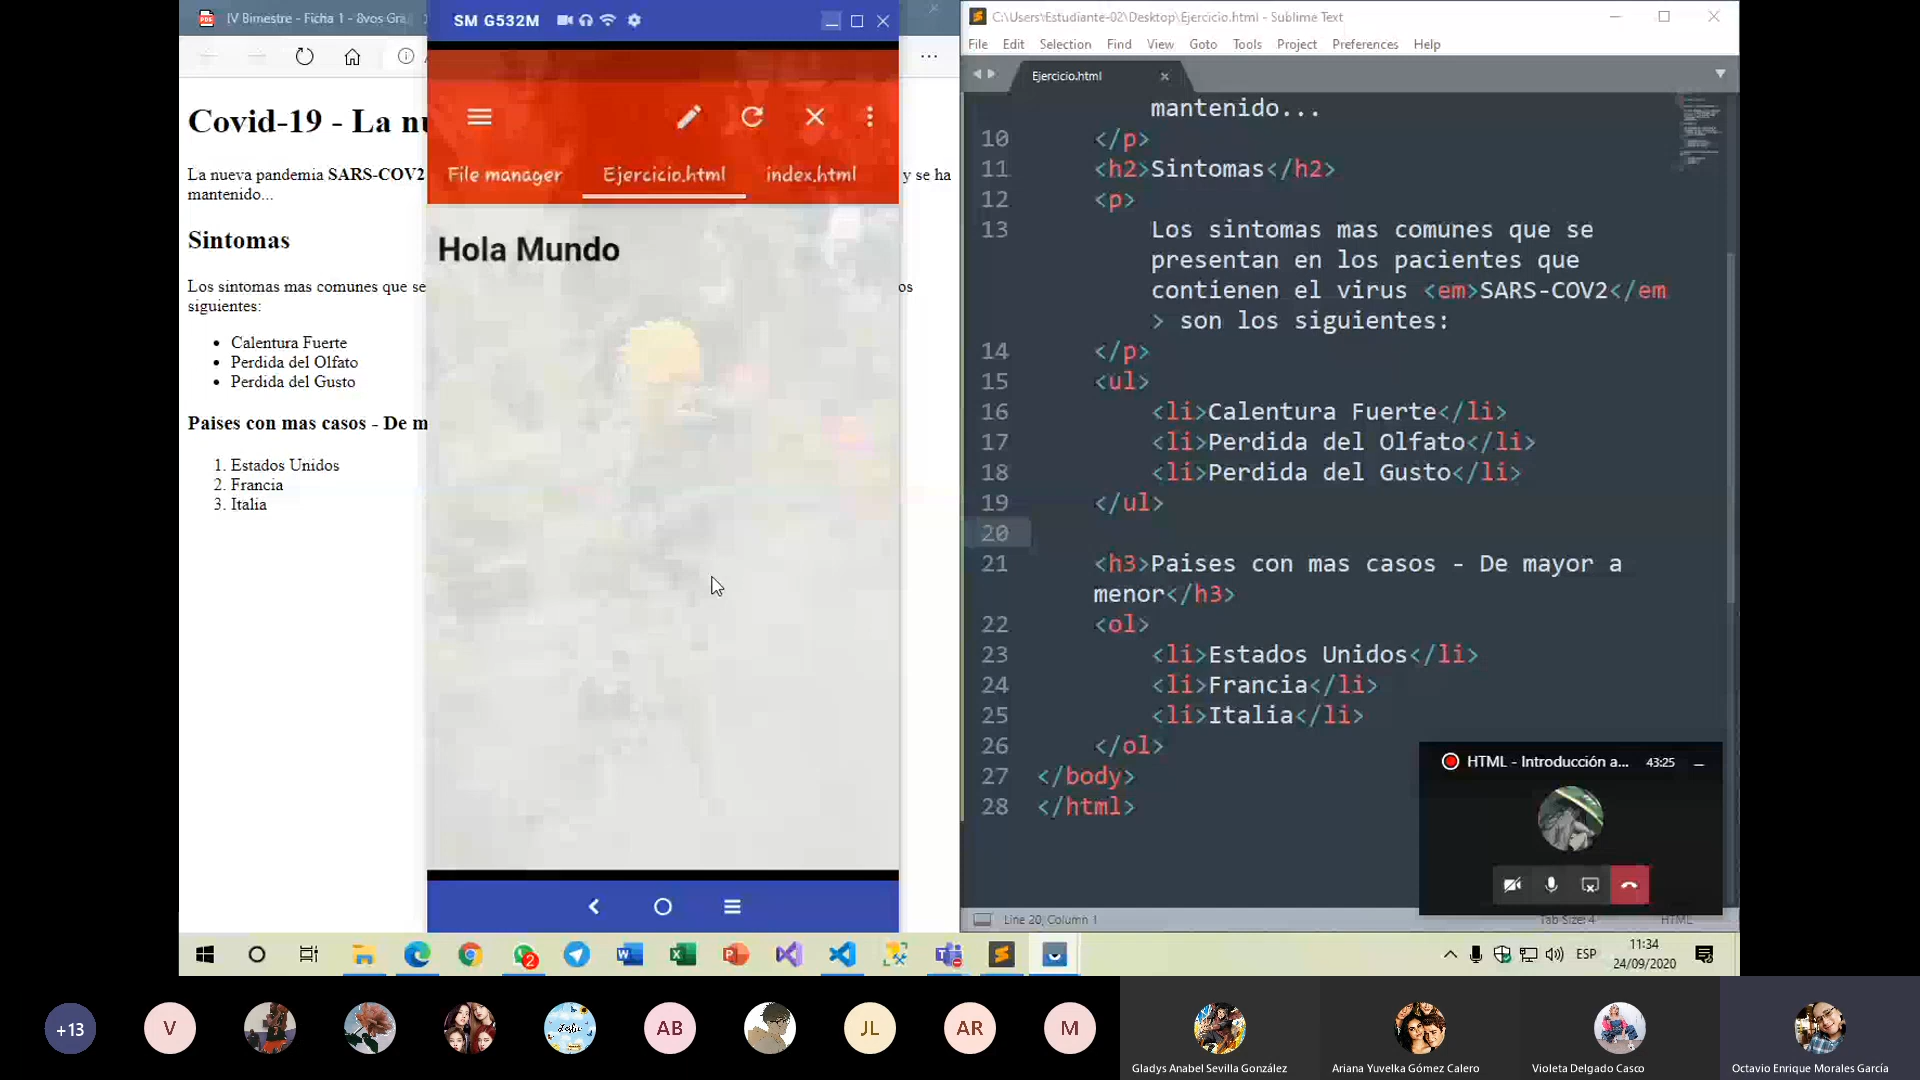 IV Bimestre - Ficha 1 - 8vos Gra
SM G532M
C:\Users\Estudiante-02\Desktop\Ejercicio.html - Sublime Text
File Edit Selection Find View Goto Tools Project Preferences Help
Ejercicio.html
Covid-19 - La nu
La nueva pandemia SARS-COV2
y se ha
mantenido...
Sintomas
Los sintomas mas comunes que se
os
siguientes:
• Calentura Fuerte
• Perdida del Olfato
• Perdida del Gusto
Paises con mas casos - De m
1. Estados Unidos
2. Francia
3. Italia
File manager Ejercicio.html index.html
Hola Mundo
mantenido...
10 </p>
11 <h2>Sintomas</h2>
12 <p>
13 Los sintomas mas comunes que se
presentan en los pacientes que
contienen el virus <em>SARS-COV2</em
> son los siguientes:
14 </p>
15 <ul>
16 <li>Calentura Fuerte</li>
17 <li>Perdida del Olfato</li>
18 <li>Perdida del Gusto</li>
19 </ul>
20
21 <h3>Paises con mas casos - De mayor a
menor</h3>
22 <ol>
23 <li>Estados Unidos</li>
24 <li>Francia</li>
25 <li>Italia</li>
26 </ol>
27 </body>
28 </html>
HTML - Introducción a... 43:25
Line 20, Column 1
Tab Size: 4
HTML
2
ESP
11:34
24/09/2020
+13
V
AB
JL
AR
M
Gladys Anabel Sevilla González
Ariana Yuvelka Gómez Calero
Violeta Delgado Casco
Octavio Enrique Morales García